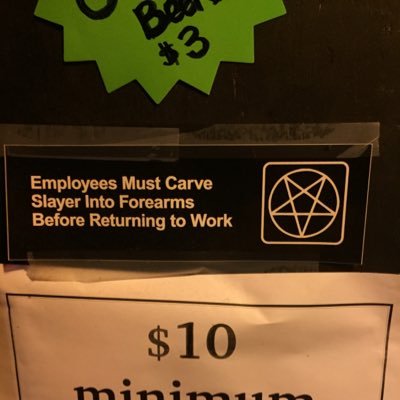 Beer
$3
Employees Must Carve
Slayer Into Forearms
Before Returning to Work
$10
minimum